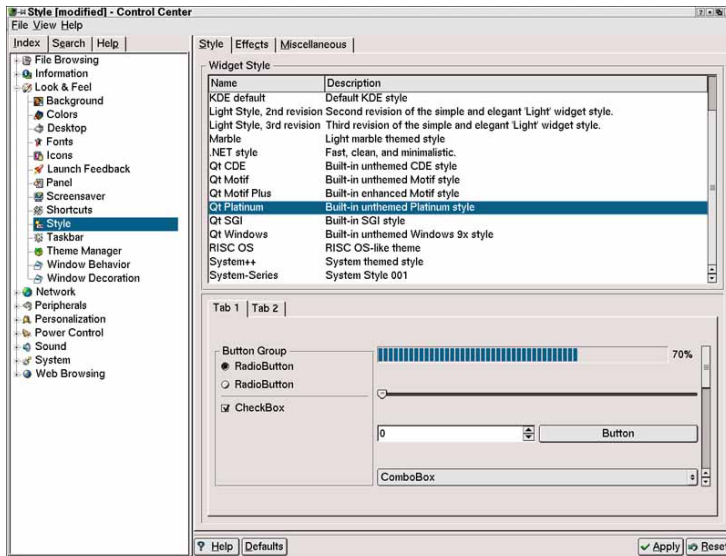 Style [modified] - Control Center
File View Help
Index Search Help
File Browsing
Information
Look & Feel
Background
Colors
Desktop
Fonts
Icons
Launch Feedback
Panel
Screensaver
Shortcuts
Style
Taskbar
Theme Manager
Window Behavior
Window Decoration
Network
Peripherals
Personalization
Power Control
Sound
System
Web Browsing
Style Effects Miscellaneous
Widget Style
Name Description
KDE default Default KDE style
Light Style, 2nd revision Second revision of the simple and elegant 'Light' widget style.
Light Style, 3rd revision Third revision of the simple and elegant 'Light' widget style.
Marble Light marble themed style
.NET style Fast, clean, and minimalistic.
Qt CDE Built-in unthemed CDE style
Qt Motif Built-in unthemed Motif style
Qt Motif Plus Built-in enhanced Motif style
Qt Platinum Built-in unthemed Platinum style
Qt SGI Built-in SGI style
Qt Windows Built-in unthemed Windows 9x style
RISC OS RISC OS-like theme
System++ System themed style
System-Series System Style 001
Tab 1 Tab 2
Button Group
RadioButton
RadioButton
CheckBox
70%
0 Button
ComboBox
? Help Defaults Apply Reset